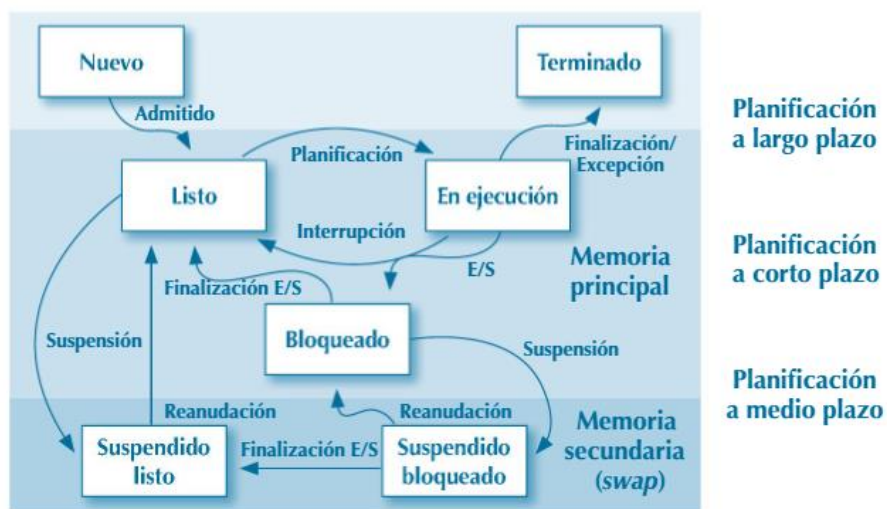 Nuevo
Terminado
Admitido
Planificación
a largo plazo
Planificación
Finalización/
Excepción
Listo
En ejecución
Interrupción
Memoria
principal
Planificación
a corto plazo
E/S
Finalización E/S
Bloqueado
Suspensión
Suspensión
Planificación
a medio plazo
Reanudación
Reanudación
Memoria
secundaria
(swap)
Suspendido
listo
Finalización E/S
Suspendido
bloqueado